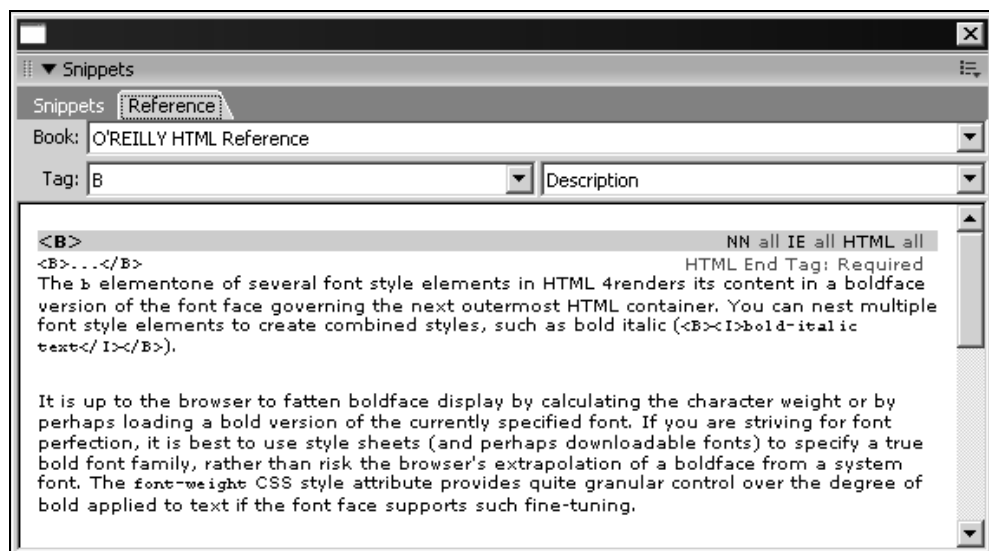 Snippets
Snippets Reference
Book: O'REILLY HTML Reference
Tag: B Description
<B> NN all IE all HTML all
<B>...</B> HTML End Tag: Required
The b elementone of several font style elements in HTML 4renders its content in a boldface
version of the font face governing the next outermost HTML container. You can nest multiple
font style elements to create combined styles, such as bold italic (<B><I>bold-italic
text</I></B>).
It is up to the browser to fatten boldface display by calculating the character weight or by
perhaps loading a bold version of the currently specified font. If you are striving for font
perfection, it is best to use style sheets (and perhaps downloadable fonts) to specify a true
bold font family, rather than risk the browser's extrapolation of a boldface from a system
font. The font-weight CSS style attribute provides quite granular control over the degree of
bold applied to text if the font face supports such fine-tuning.